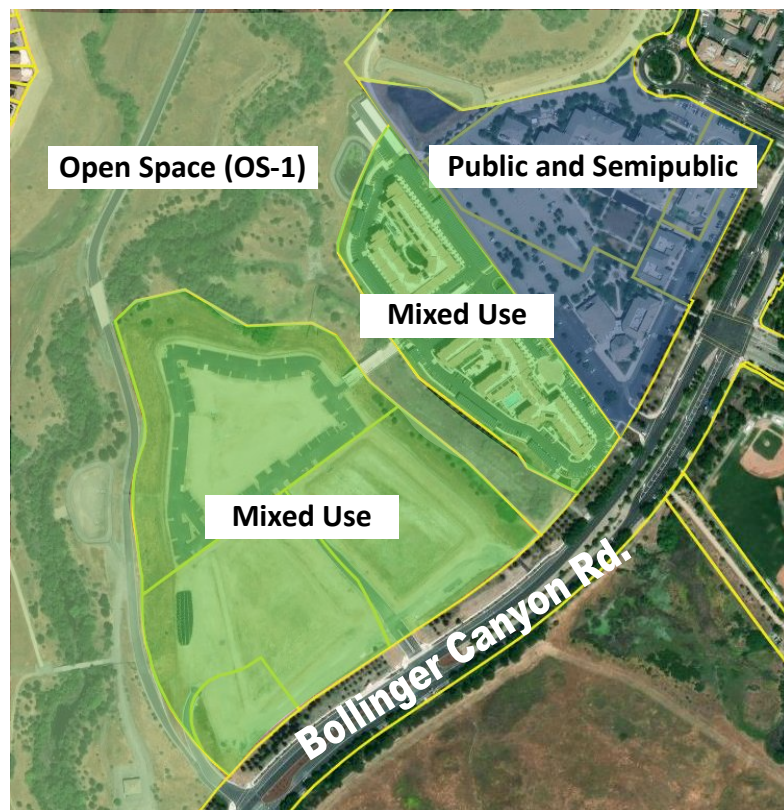 Open Space (OS-1)
Public and Semipublic
Mixed Use
Mixed Use
Bollinger Canyon Rd.